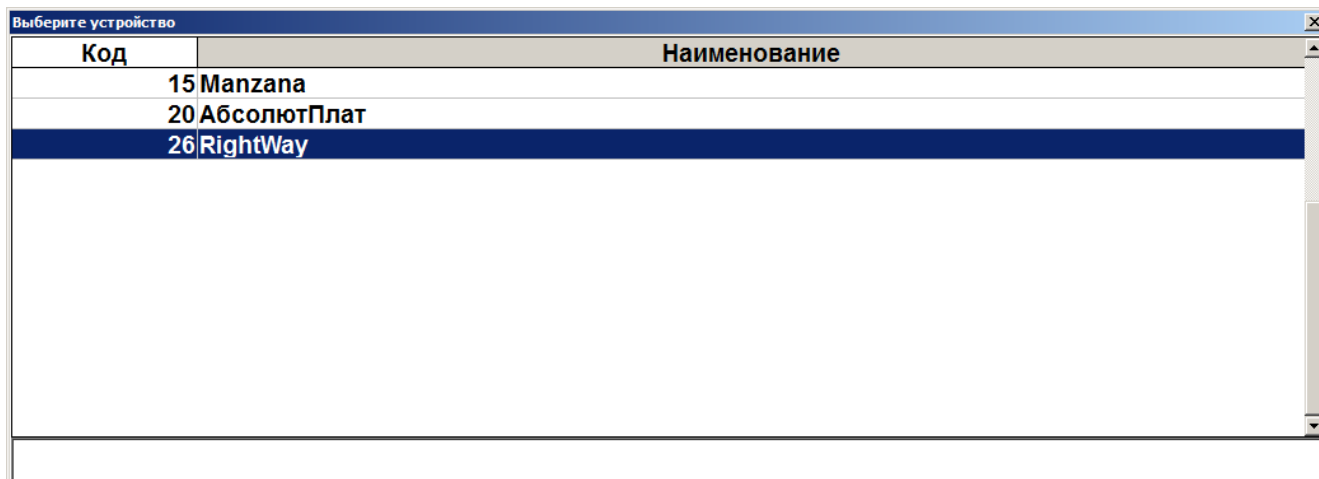 Выберите устройство
Код Наименование
15 Manzana
20 АбсолютПлат
26 RightWay